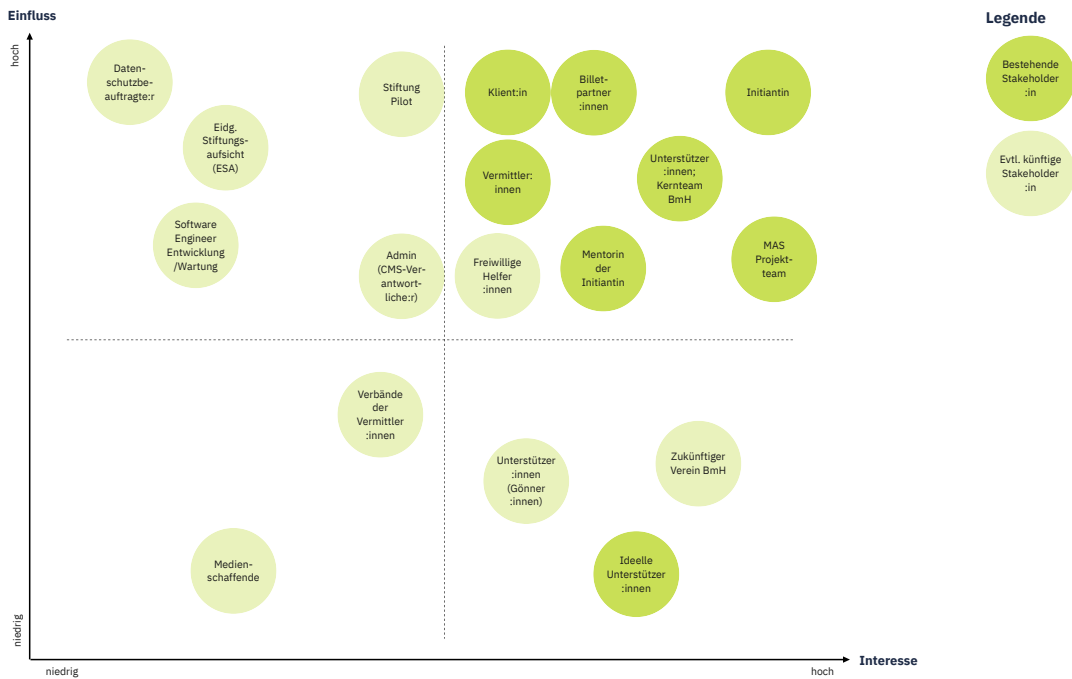 Einfluss
Legende
hoch
Daten-
schutzbe-
auftragte:r
Stiftung
Pilot
Klient:in
Billet-
partner
:innen
Initiantin
Bestehende
Stakeholder
:in
Eidg.
Stiftungs-
aufsicht
(ESA)
Vermittler:
innen
Unterstützer
:innen;
Kernteam
BmH
Evtl. künftige
Stakeholder
:in
Software
Engineer
Entwicklung
/Wartung
Admin
(CMS-Ver-
antwort-
liche:r)
Freiwillige
Helfer
:innen
Mentorin
der
Initiantin
MAS
Projekt-
team
Verbände
der
Vermittler
:innen
Unterstützer
:innen
(Gönner
:innen)
Zukünftiger
Verein BmH
Medien-
schaffende
Ideelle
Unterstützer
:innen
niedrig
niedrig
hoch
Interesse